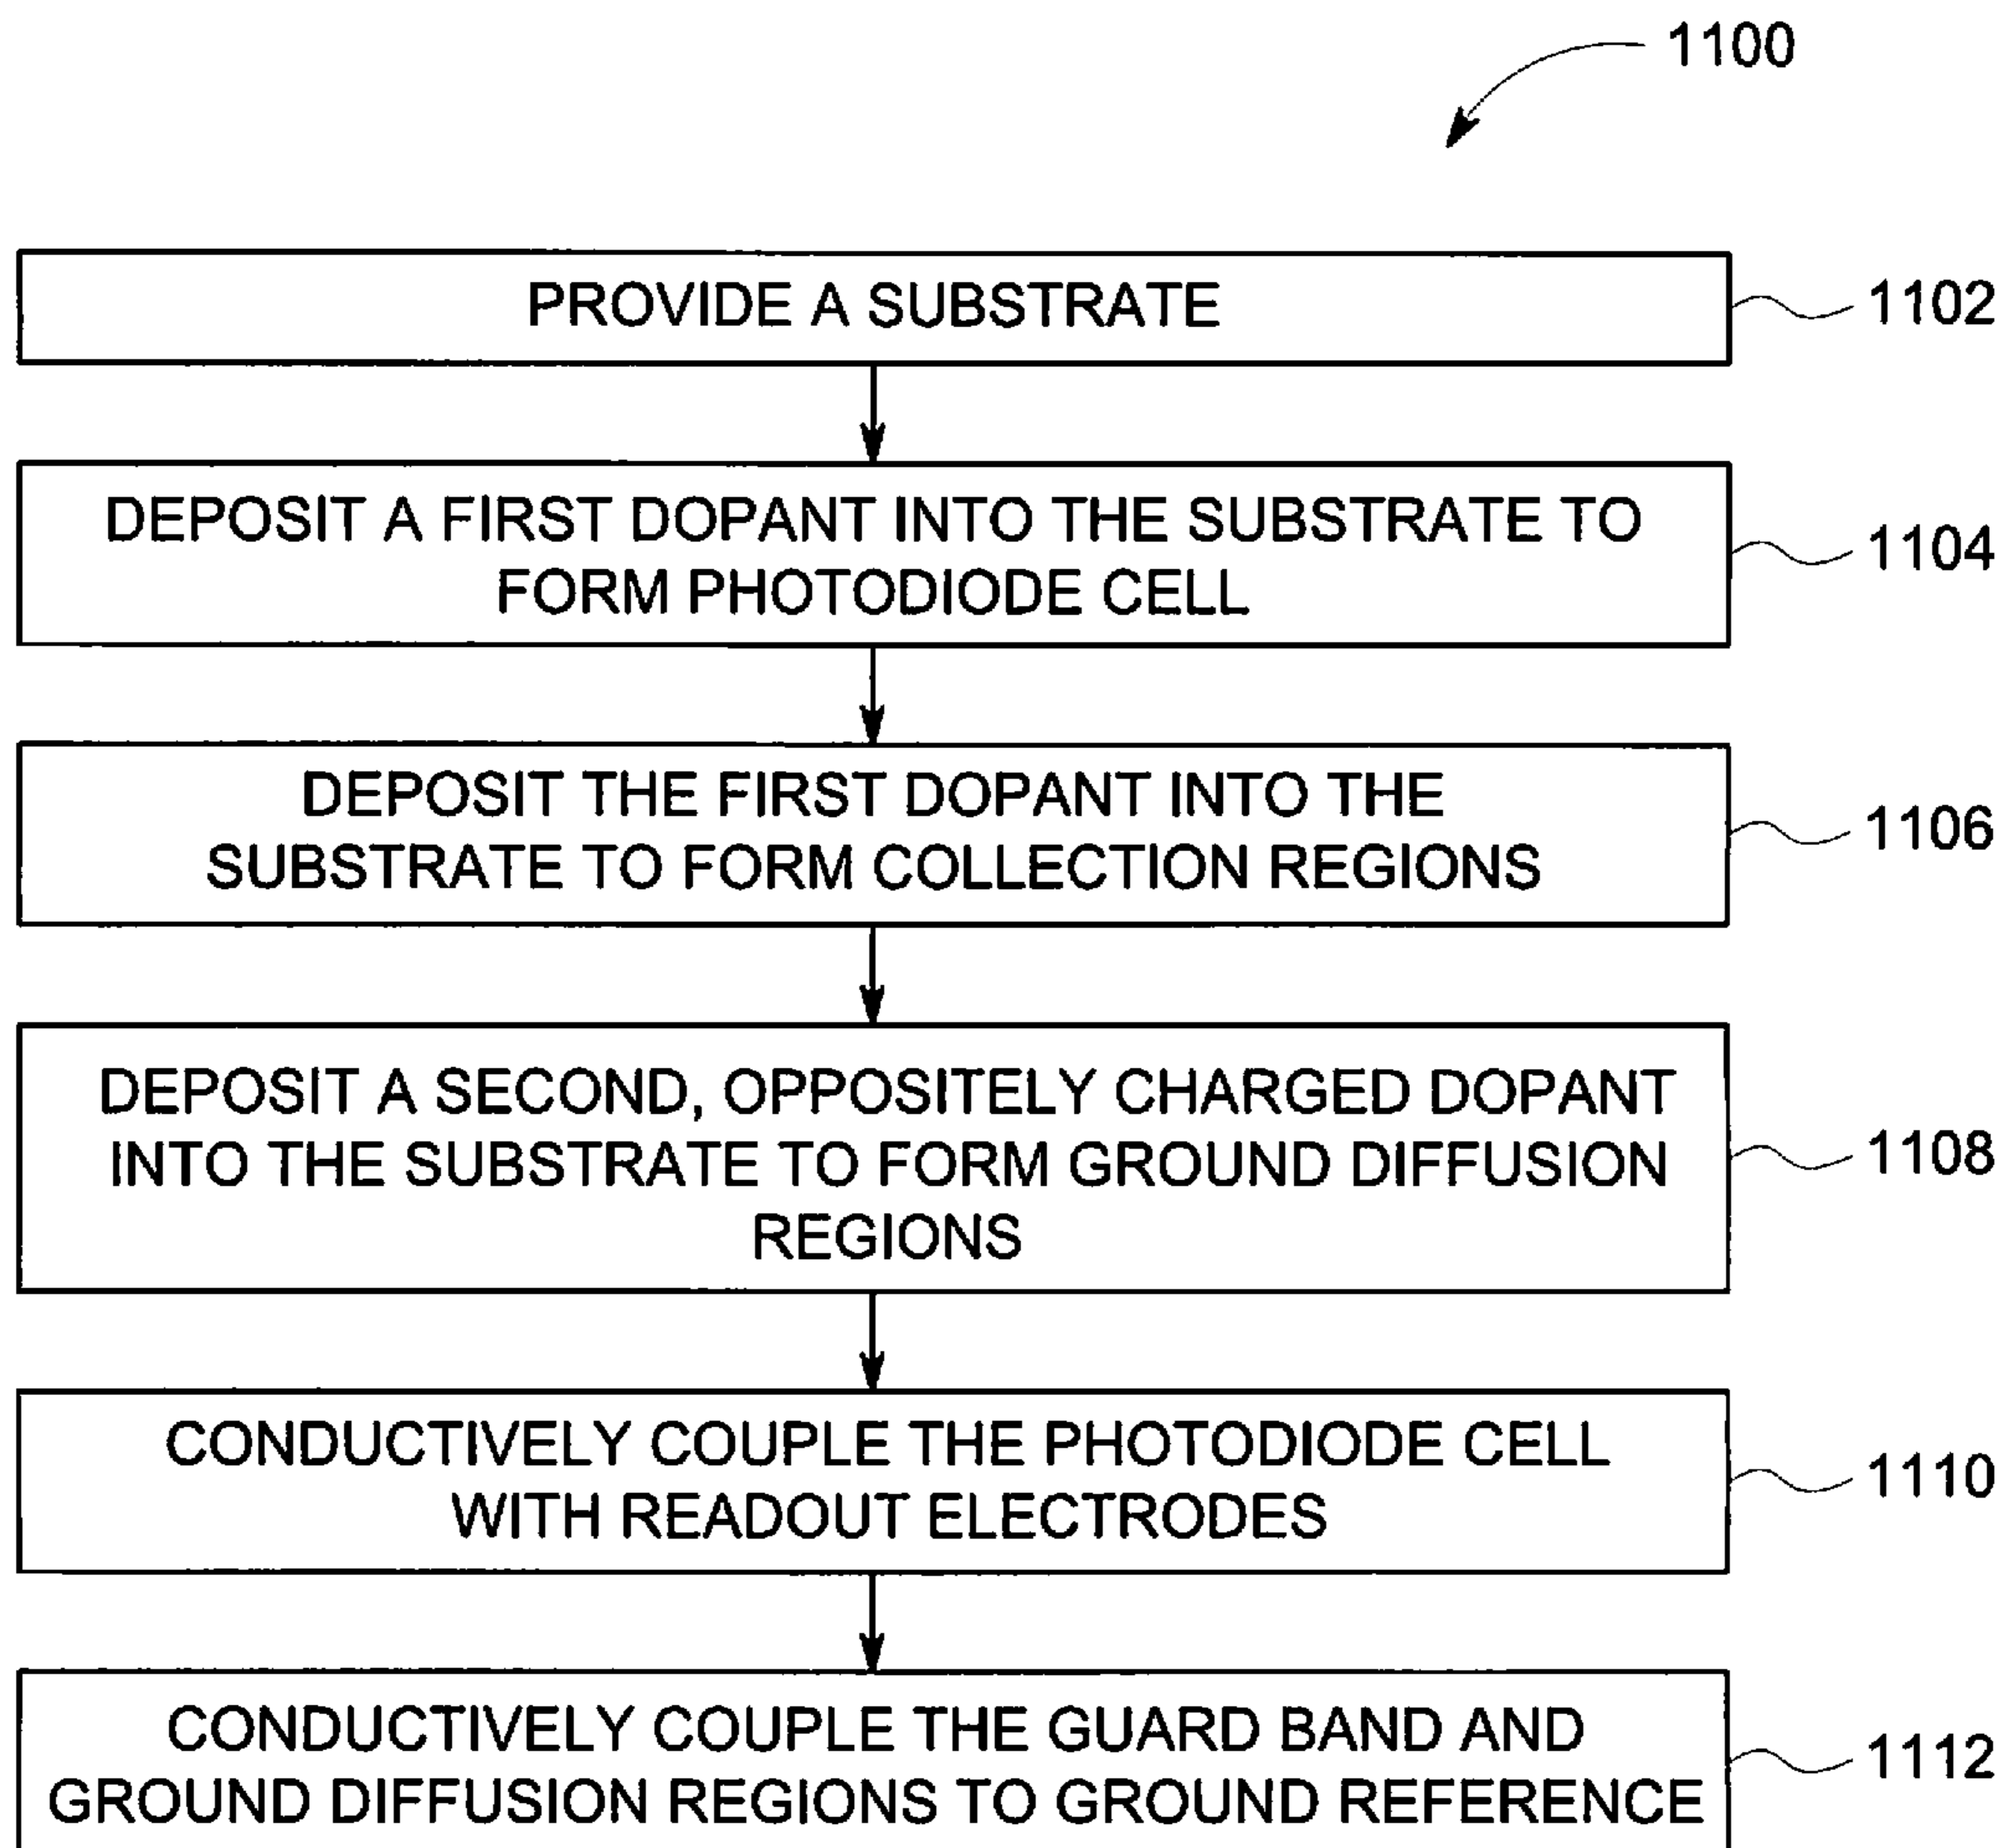 1100
PROVIDE A SUBSTRATE
1102
DEPOSIT A FIRST DOPANT INTO THE SUBSTRATE TO
FORM PHOTODIODE CELL
1104
DEPOSIT THE FIRST DOPANT INTO THE
SUBSTRATE TO FORM COLLECTION REGIONS
1106
DEPOSIT A SECOND, OPPOSITELY CHARGED DOPANT
INTO THE SUBSTRATE TO FORM GROUND DIFFUSION
REGIONS
1108
CONDUCTIVELY COUPLE THE PHOTODIODE CELL
WITH READOUT ELECTRODES
1110
CONDUCTIVELY COUPLE THE GUARD BAND AND
GROUND DIFFUSION REGIONS TO GROUND REFERENCE
1112